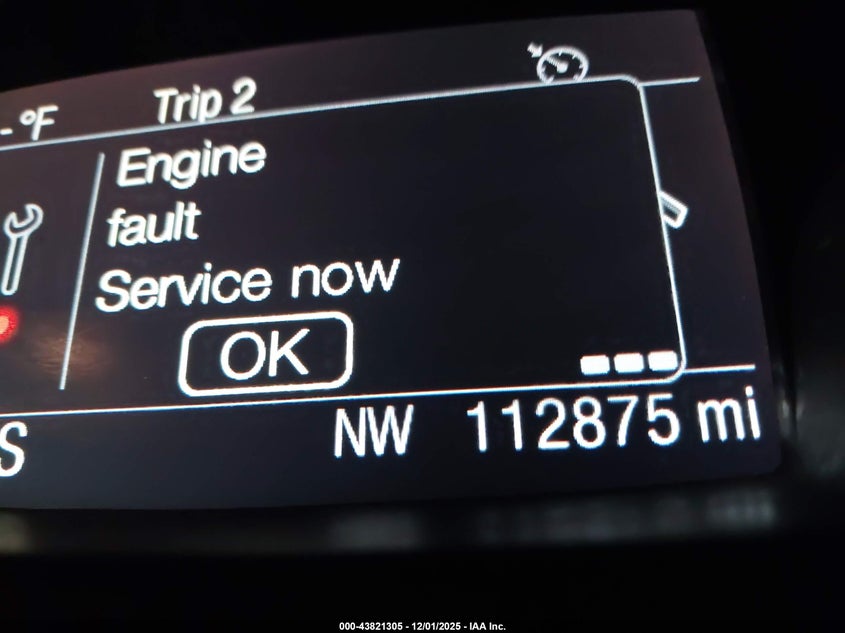 - °F Trip 2
Engine
fault
Service now
OK
S NW 112875 mi
000-43821305 - 12/01/2025 - IAA Inc.